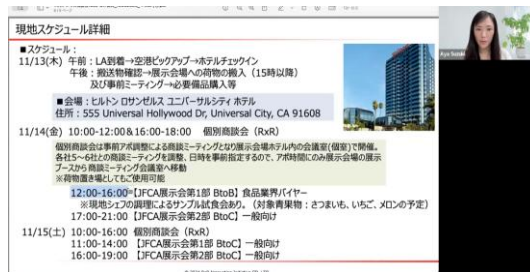 現地スケジュール詳細
■スケジュール：
11/13(木) 午前：LA到着→空港ピックアップ→ホテルチェックイン
午後：搬送物確認→展示会場への荷物の搬入（15時以降）
及び事前ミーティング→必要備品購入等
■会場：ヒルトン ロサンゼルス ユニバーサルシティ ホテル
住所：555 Universal Hollywood Dr, Universal City, CA 91608
11/14(金) 10:00-12:00＆16:00-18:00 個別商談会（RxR）
個別商談会は事前アポ調整による商談ミーティングとなり展示会場ホテル内の会議室(個室）で開催。
各社5～6社との商談ミーティングを調整、日時を事前指定するので、アポ時間にのみ展示会場の展示
ブースから商談ミーティング会議室へ移動
※荷物置き場としてもご使用可能
12:00-16:00 【JFCA展示会第1部 BtoB】食品業界バイヤー
※現地シェフの調理によるサンプル試食会あり。（対象青果物：さつまいも、いちご、メロンの予定）
17:00-21:00 【JFCA展示会第2部 BtoC】一般向け
11/15(土) 10:00-16:00 個別商談会（RxR）
11:00-14:00 【JFCA展示会第1部 BtoC】一般向け
16:00-19:00 【JFCA展示会第2部 BtoC】一般向け